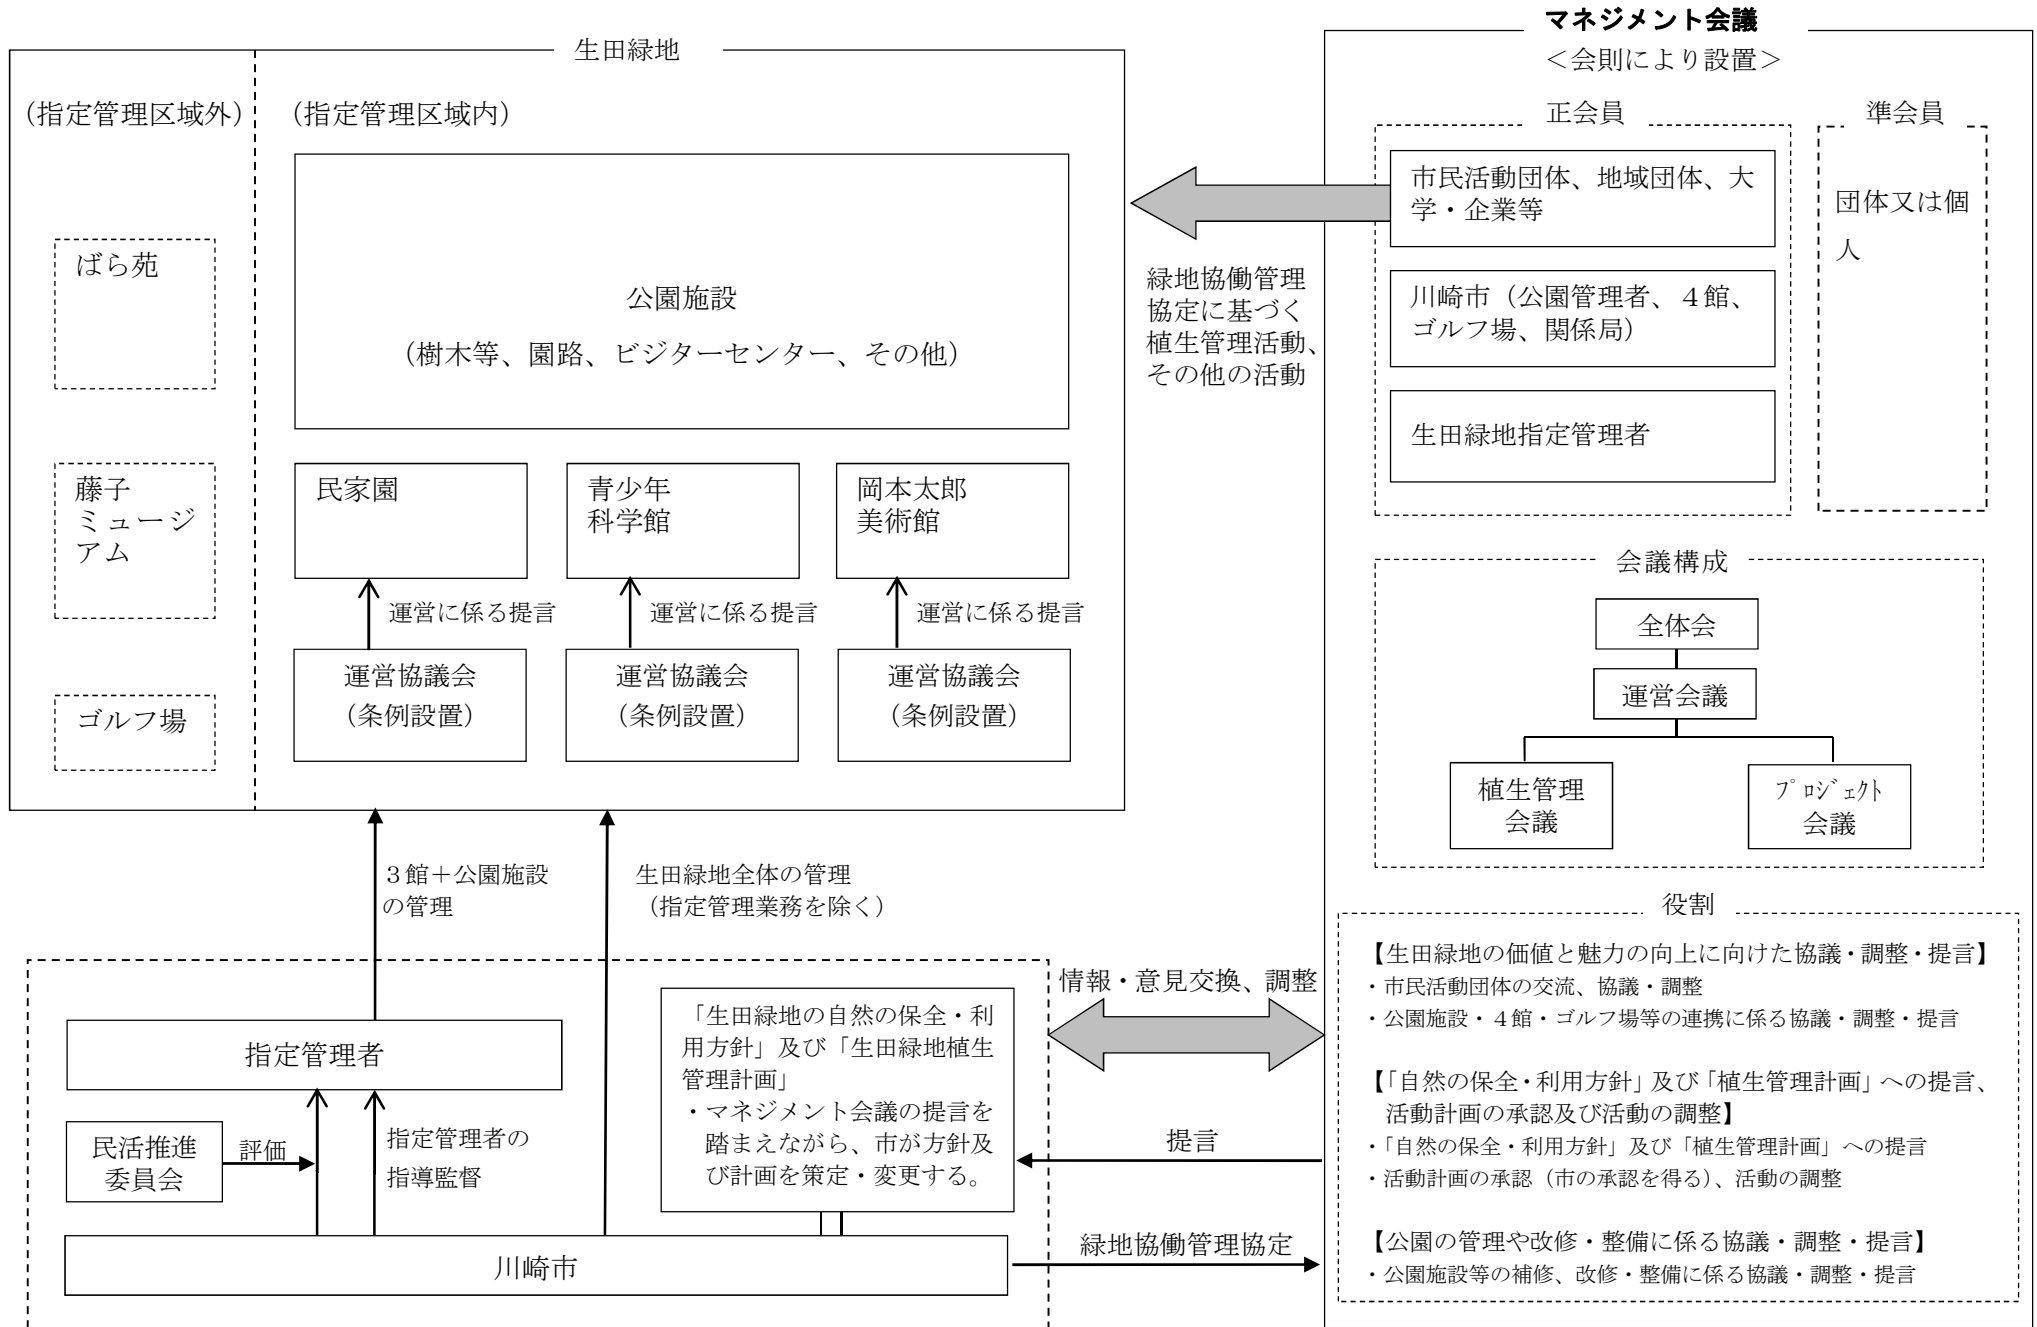 生田緑地
(指定管理区域外)
(指定管理区域内)
ばら苑
藤子
ミュージ
アム
ゴルフ場
公園施設
(樹木等、園路、ビジターセンター、その他)
民家園
青少年
科学館
岡本太郎
美術館
運営に係る提言
運営に係る提言
運営に係る提言
運営協議会
(条例設置)
運営協議会
(条例設置)
運営協議会
(条例設置)
緑地協働管理
協定に基づく
植生管理活動、
その他の活動
マネジメント会議
<会則により設置>
正会員
市民活動団体、地域団体、大
学・企業等
川崎市(公園管理者、4館、
ゴルフ場、関係局)
生田緑地指定管理者
準会員
団体又は個
人
会議構成
全体会
運営会議
植生管理
会議
プロジェクト
会議
役割
【生田緑地の価値と魅力の向上に向けた協議・調整・提言】
・市民活動団体の交流、協議・調整
・公園施設・4館・ゴルフ場等の連携に係る協議・調整・提言
【「自然の保全・利用方針」及び「植生管理計画」への提言、
活動計画の承認及び活動の調整】
・「自然の保全・利用方針」及び「植生管理計画」への提言
・活動計画の承認(市の承認を得る)、活動の調整
【公園の管理や改修・整備に係る協議・調整・提言】
・公園施設等の補修、改修・整備に係る協議・調整・提言
3館+公園施設
の管理
生田緑地全体の管理
(指定管理業務を除く)
情報・意見交換、調整
指定管理者
民活推進
委員会
評価
指定管理者の
指導監督
「生田緑地の自然の保全・利
用方針」及び「生田緑地植生
管理計画」
・マネジメント会議の提言を
踏まえながら、市が方針及
び計画を策定・変更する。
提言
緑地協働管理協定
川崎市